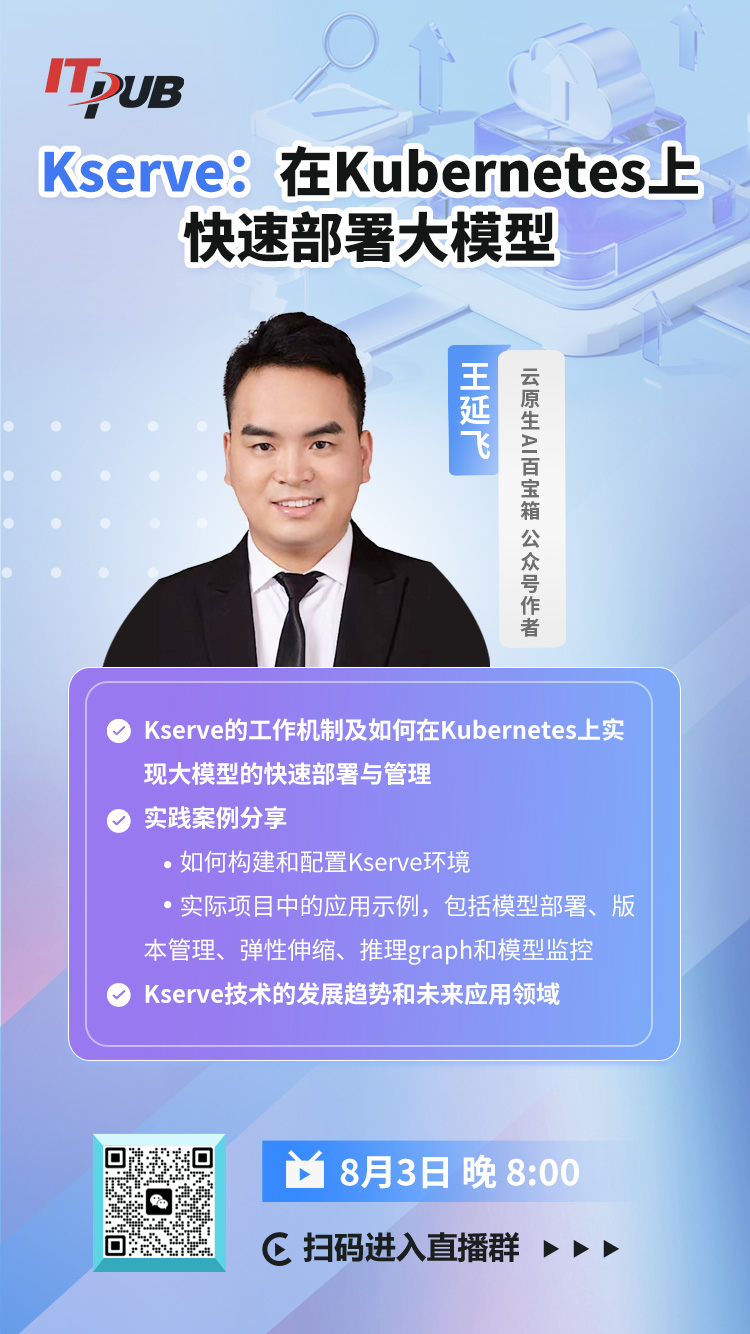 ITPUB
Kserve：在Kubernetes上
快速部署大模型
王延飞
云原生AI百宝箱 公众号作者
Kserve的工作机制及如何在Kubernetes上实
现大模型的快速部署与管理
实践案例分享
• 如何构建和配置Kserve环境
• 实际项目中的应用示例，包括模型部署、版
本管理、弹性伸缩、推理graph和模型监控
Kserve技术的发展趋势和未来应用领域
8月3日 晚 8:00
扫码进入直播群